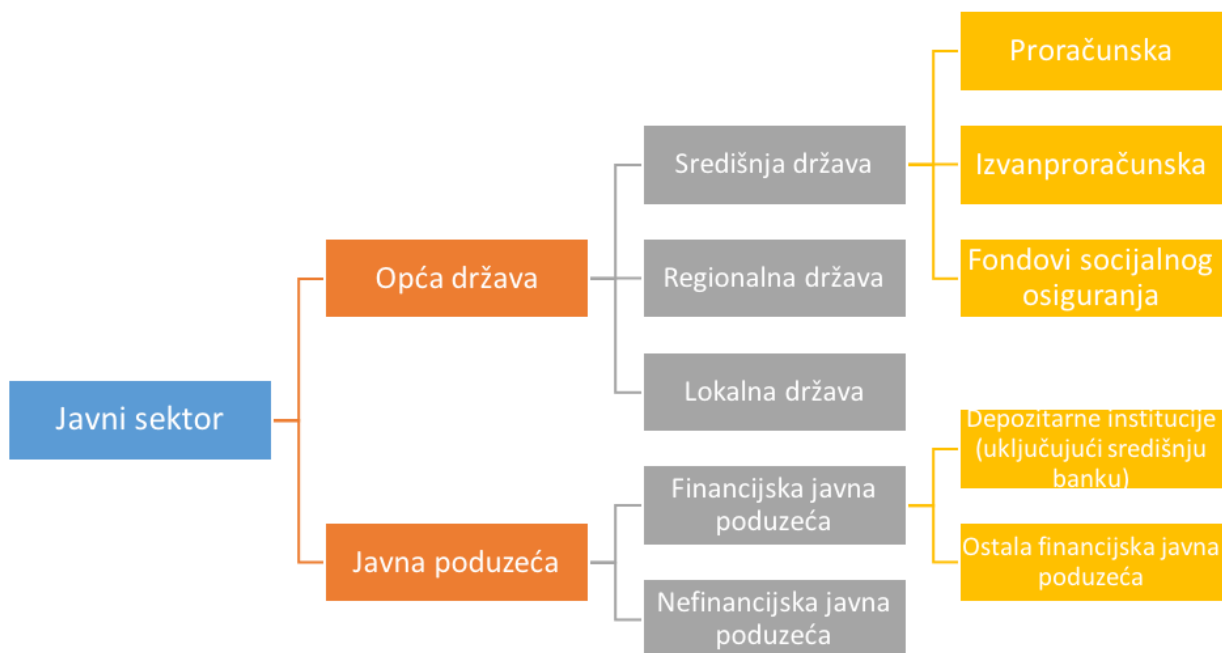 Javni sektor
Opća država
Središnja država
Proračunska
Izvanproračunska
Fondovi socijalnog
osiguranja
Regionalna država
Lokalna država
Javna poduzeća
Financijska javna
poduzeća
Depozitarne institucije
(uključujući središnju
banku)
Ostala financijska javna
poduzeća
Nefinancijska javna
poduzeća